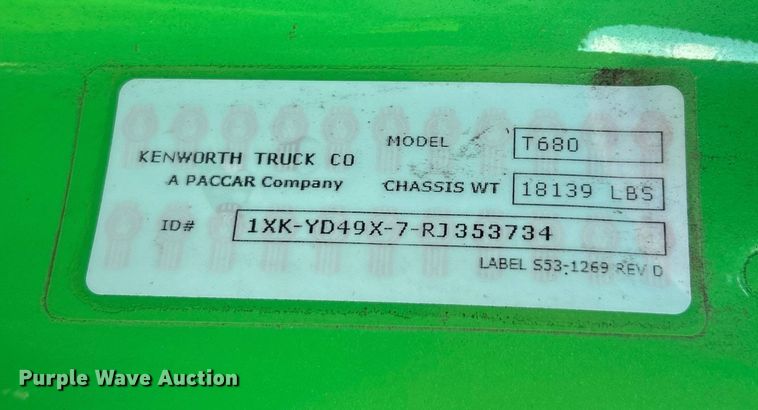 KENWORTH TRUCK CO
A PACCAR Company
MODEL T680
CHASSIS WT 18139 LBS
ID# 1XK-YD49X-7-RJ353734
LABEL S53-1269 REV D
Purple Wave Auction